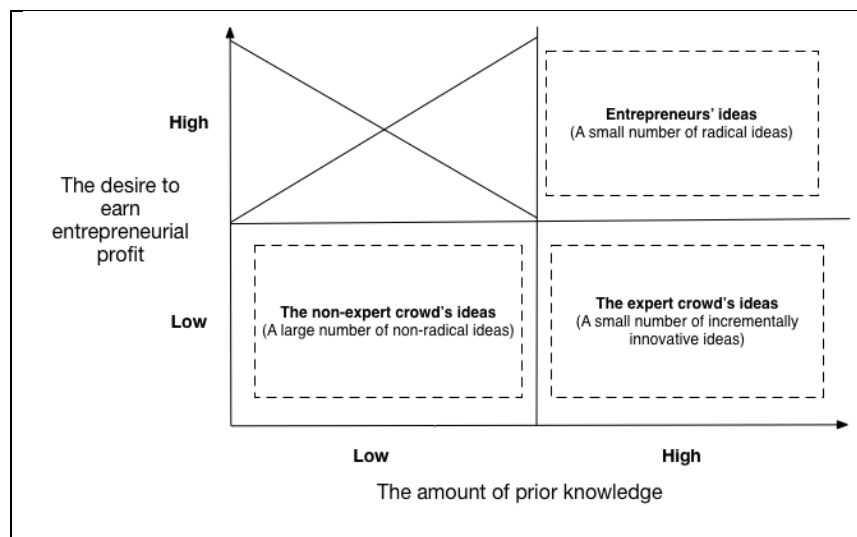 High
Entrepreneurs’ ideas
(A small number of radical ideas)
The desire to
earn
entrepreneurial
profit
Low
The non-expert crowd’s ideas
(A large number of non-radical ideas)
The expert crowd’s ideas
(A small number of incrementally
innovative ideas)
Low
High
The amount of prior knowledge